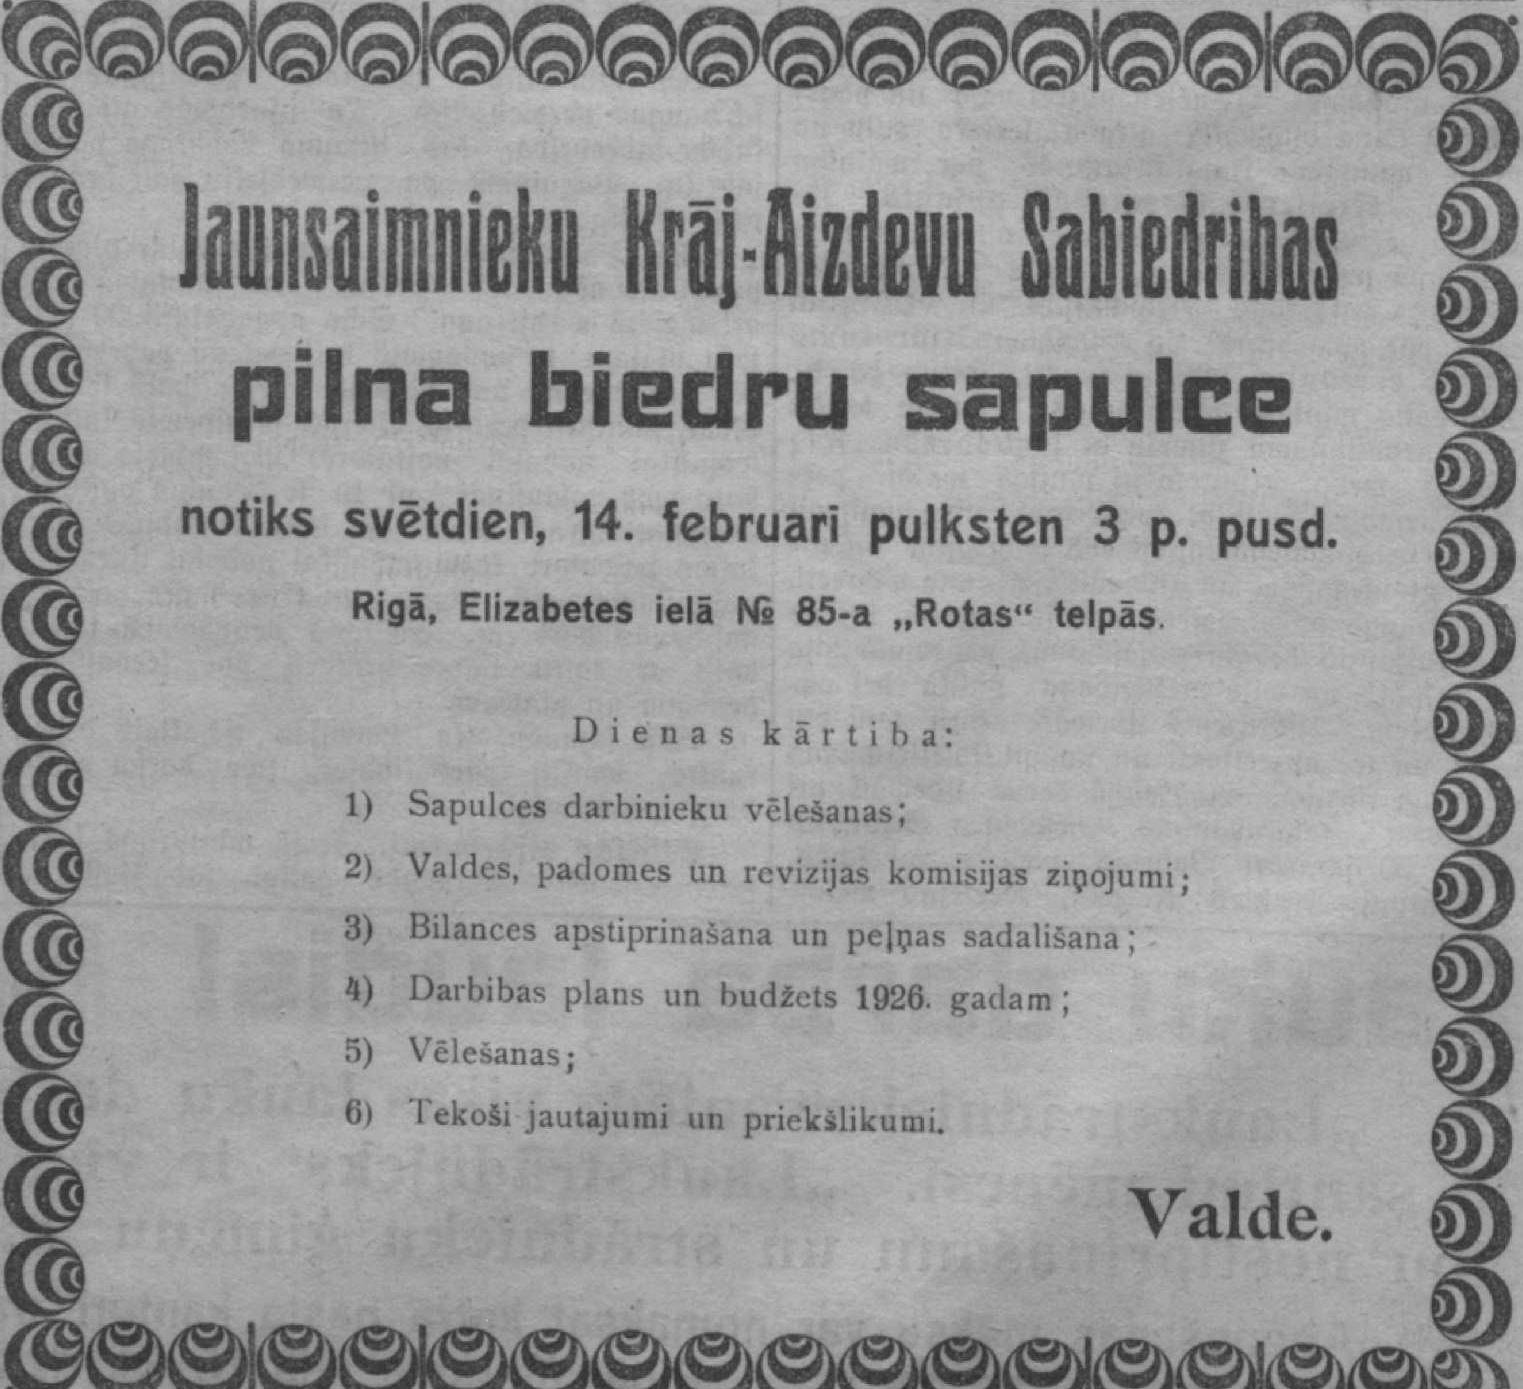 Jaunsaimnieku Krāj-Aizdevu Sabiedribas
pilna biedru sapulce
notiks svētdien, 14. februarī pulksten 3 p. pusd.
Rigā, Elizabetes ielā № 85-a „Rotas“ telpās.
Dienas kārtiba:
1) Sapulces darbinieku vēlešanas;
2) Valdes, padomes un revizijas komisijas ziņojumi;
3) Bilances apstiprinašana un peļņas sadališana;
4) Darbibas plans un budžets 1926. gadam;
5) Vēlešanas;
6) Tekoši jautajumi un priekšlikumi.
Valde.